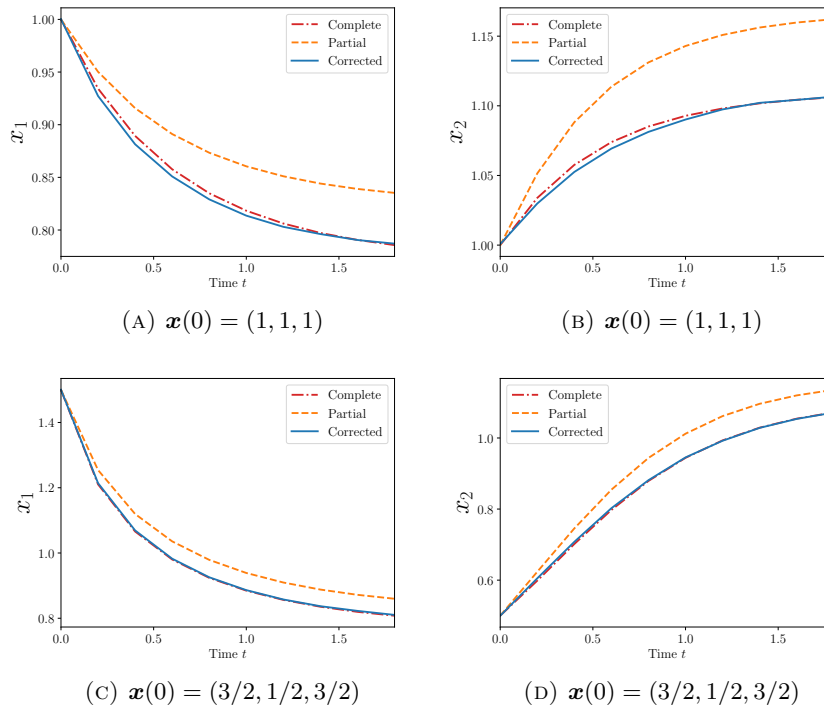 1.00
0.95
0.90
0.85
0.80
x₁
0.0
0.5
1.0
1.5
Time t
Complete
Partial
Corrected
(A) x(0) = (1, 1, 1)
1.15
1.10
1.05
1.00
x₂
0.0
0.5
1.0
1.5
Time t
Complete
Partial
Corrected
(B) x(0) = (1, 1, 1)
1.4
1.2
1.0
0.8
x₁
0.0
0.5
1.0
1.5
Time t
Complete
Partial
Corrected
(C) x(0) = (3/2, 1/2, 3/2)
1.0
0.8
0.6
x₂
0.0
0.5
1.0
1.5
Time t
Complete
Partial
Corrected
(D) x(0) = (3/2, 1/2, 3/2)